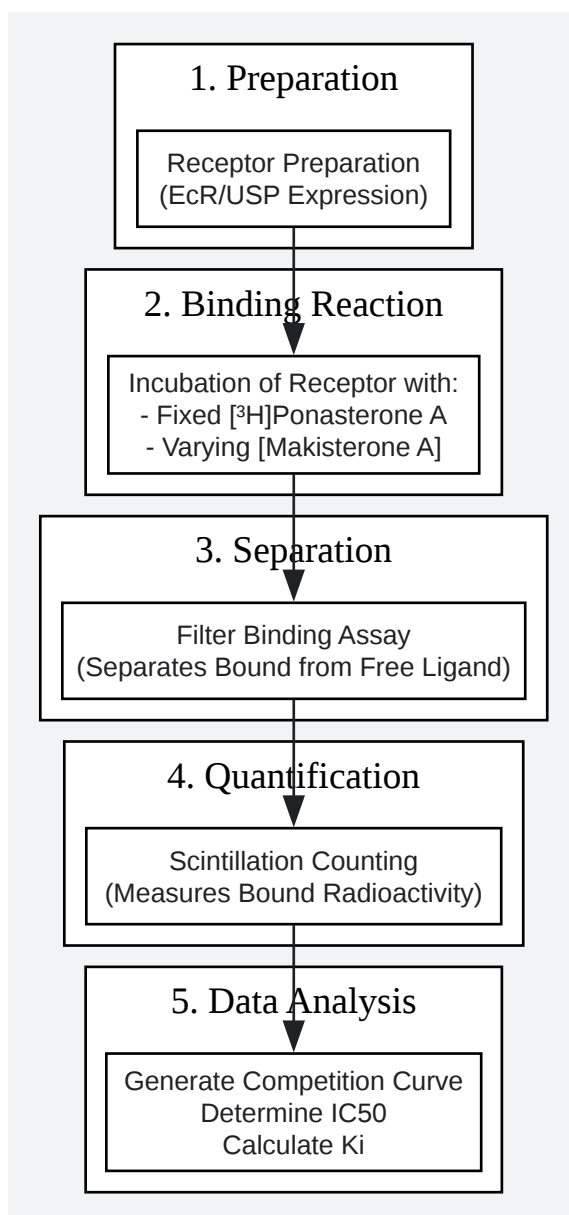 1. Preparation
Receptor Preparation
(EcR/USP Expression)
2. Binding Reaction
Incubation of Receptor with:
- Fixed [³H]Ponasterone A
- Varying [Makisterone A]
3. Separation
Filter Binding Assay
(Separates Bound from Free Ligand)
4. Quantification
Scintillation Counting
(Measures Bound Radioactivity)
5. Data Analysis
Generate Competition Curve
Determine IC50
Calculate Ki